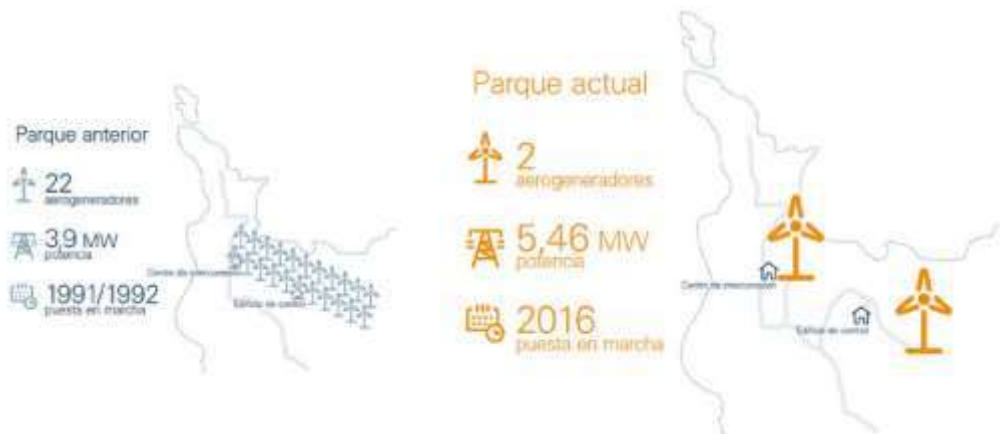 Parque anterior
22
aerogeneradores
3,9 MW
potencia
1991/1992
puesta en marcha
Centro de interconexión
Edificio de control
Parque actual
2
aerogeneradores
5,46 MW
potencia
2016
puesta en marcha
Centro de interconexión
Edificio de control